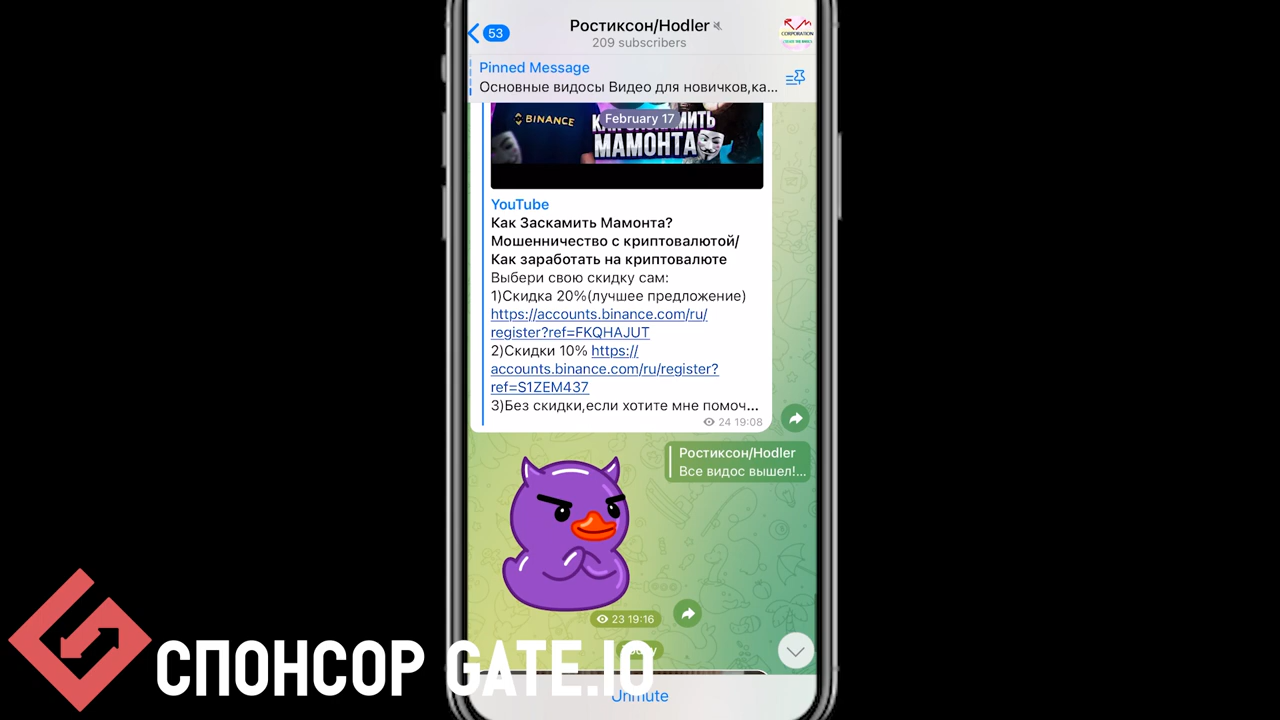 Ростиксон/Hodler
53
209 subscribers
CORPORATION
Pinned Message
Основные видосы Видео для новичков,ка...
February 17
BINANCE
МАМОНТА
YouTube
Как Заскамить Мамонта?
Мошенничество с криптовалютой/
Как заработать на криптовалюте
Выбери свою скидку сам:
1)Скидка 20%(лучшее предложение)
https://accounts.binance.com/ru/
register?ref=FKQHAJUT
2)Скидки 10% https://
accounts.binance.com/ru/register?
ref=S1ZEM437
3)Без скидки,если хотите мне помоч...
24 19:08
Ростиксон/Hodler
Все видос вышел!...
23 19:16
СПОНСОР GATE.IO
Unmute